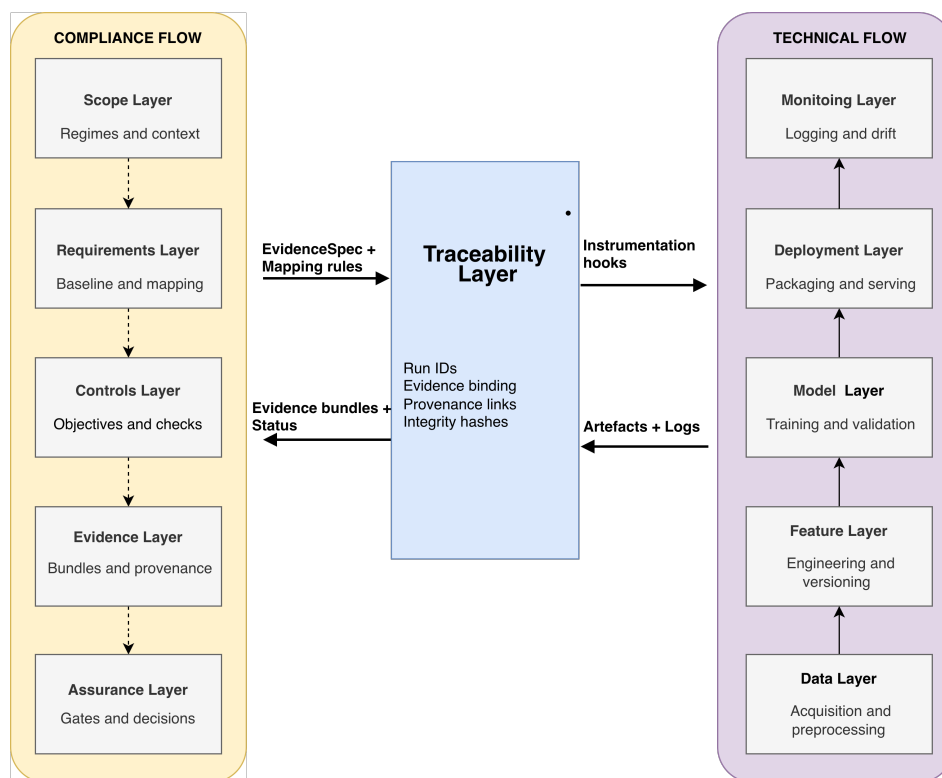 COMPLIANCE FLOW
Scope Layer
Regimes and context
Requirements Layer
Baseline and mapping
Controls Layer
Objectives and checks
Evidence Layer
Bundles and provenance
Assurance Layer
Gates and decisions
EvidenceSpec +
Mapping rules
Evidence bundles +
Status
Traceability
Layer
Run IDs
Evidence binding
Provenance links
Integrity hashes
Instrumentation
hooks
Artefacts + Logs
TECHNICAL FLOW
Monitoing Layer
Logging and drift
Deployment Layer
Packaging and serving
Model Layer
Training and validation
Feature Layer
Engineering and
versioning
Data Layer
Acquisition and
preprocessing